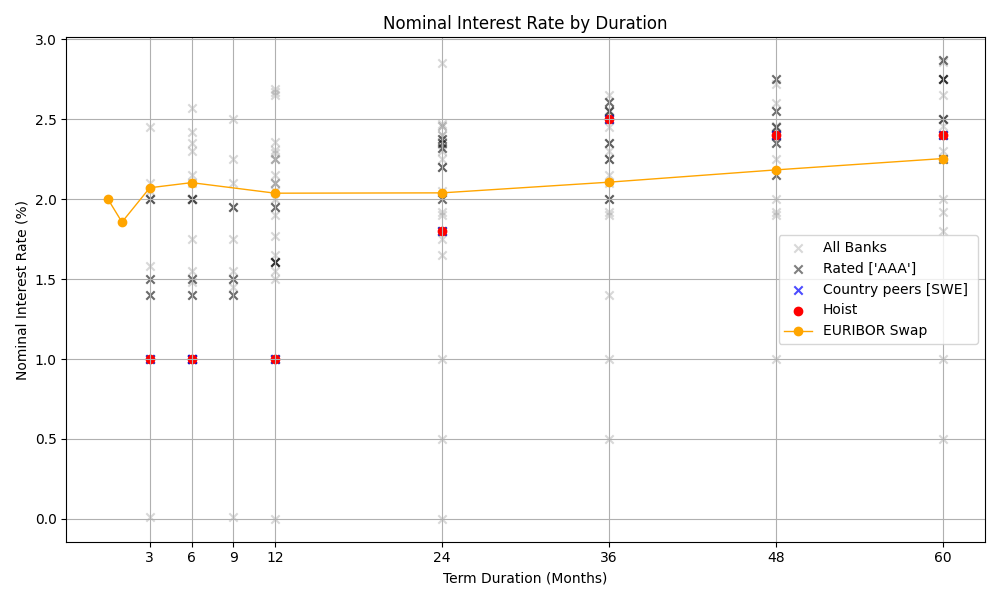 Nominal Interest Rate by Duration
Nominal Interest Rate (%)
3.0
2.5
2.0
1.5
1.0
0.5
0.0
All Banks
Rated ['AAA']
Country peers [SWE]
Hoist
EURIBOR Swap
3 6 9 12 24 36 48 60
Term Duration (Months)